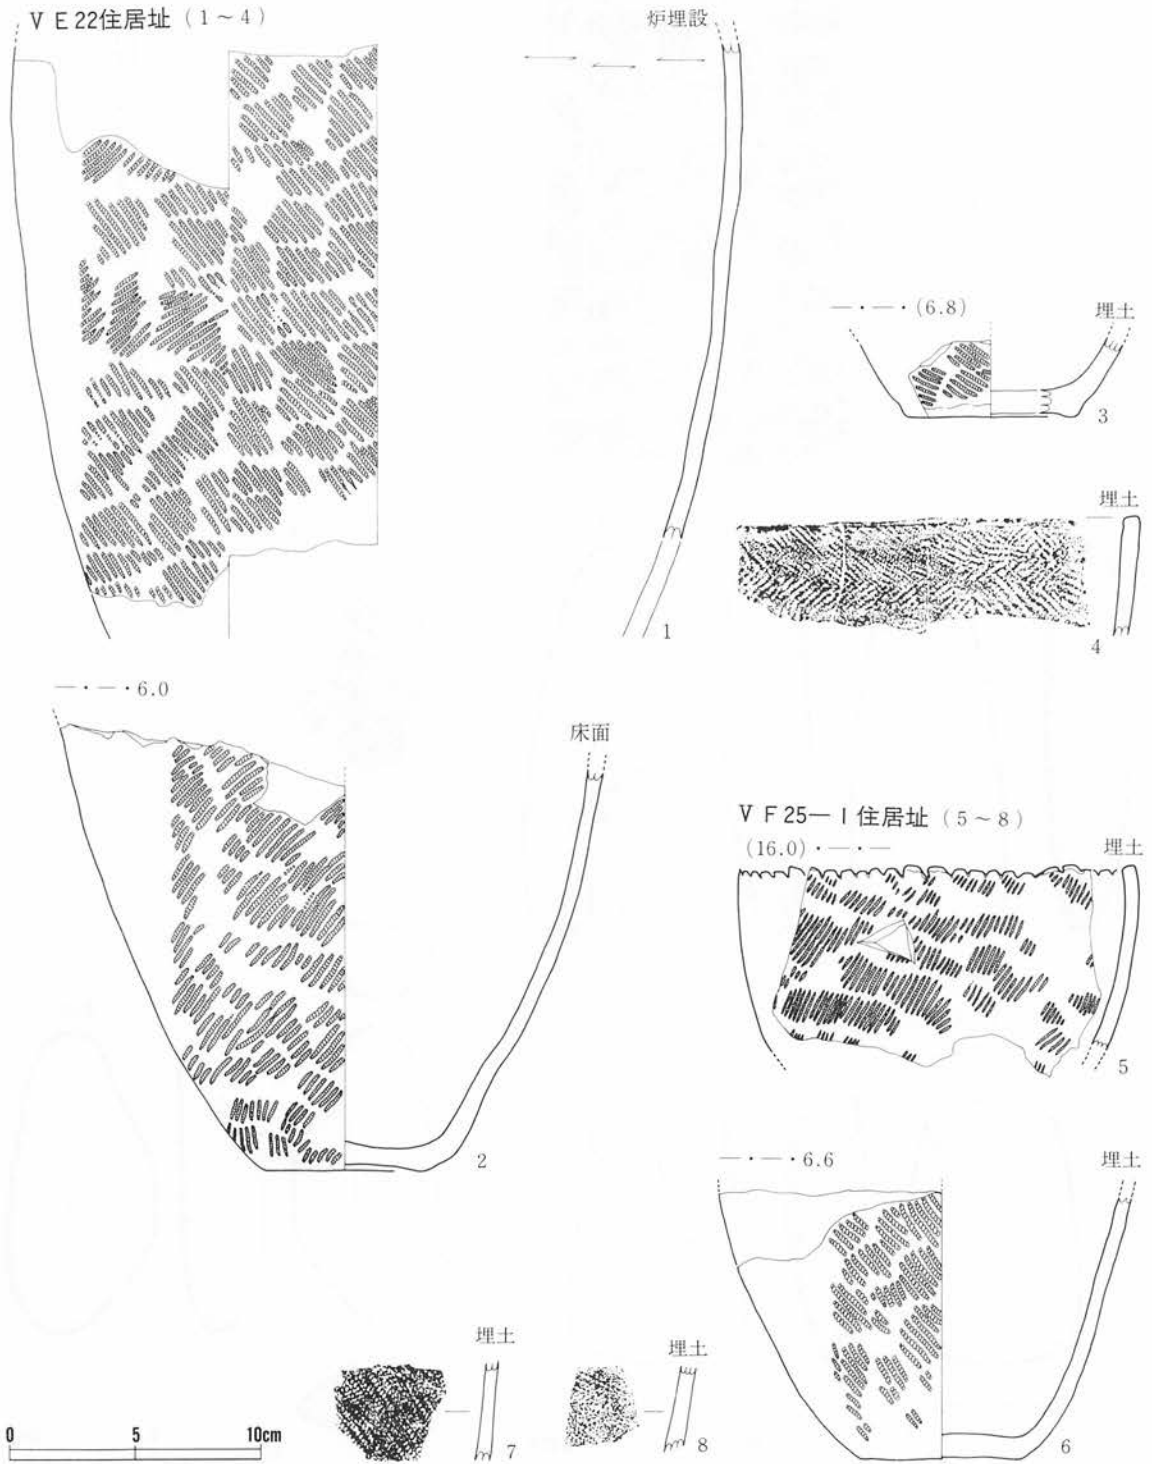 V E 22住居址 (1~4)
炉埋設
1
—・—・(6.8)
埋土
3
埋土
4
—・—・6.0
床面
2
V F 25—I 住居址 (5~8)
(16.0)・—・—
埋土
5
—・—・6.6
埋土
6
埋土
7
埋土
8
0 5 10cm